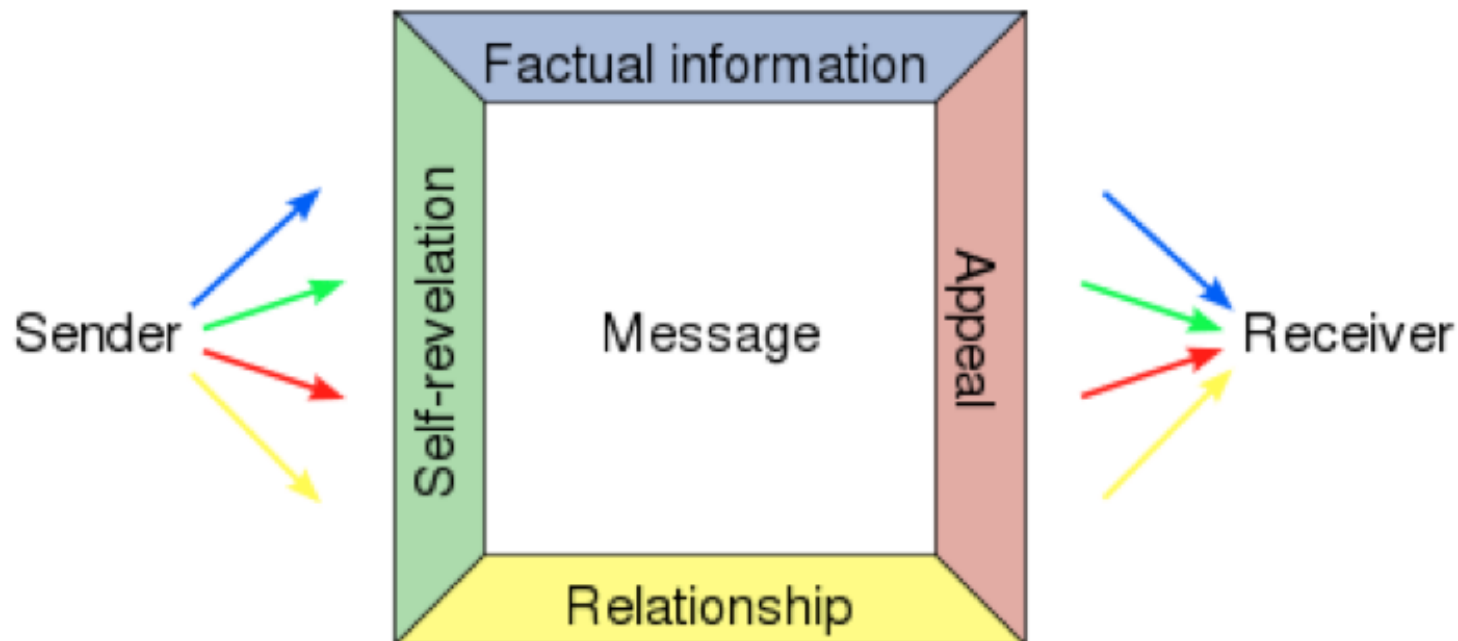 Factual information
Self-revelation
Sender
Message
Appeal
Receiver
Relationship